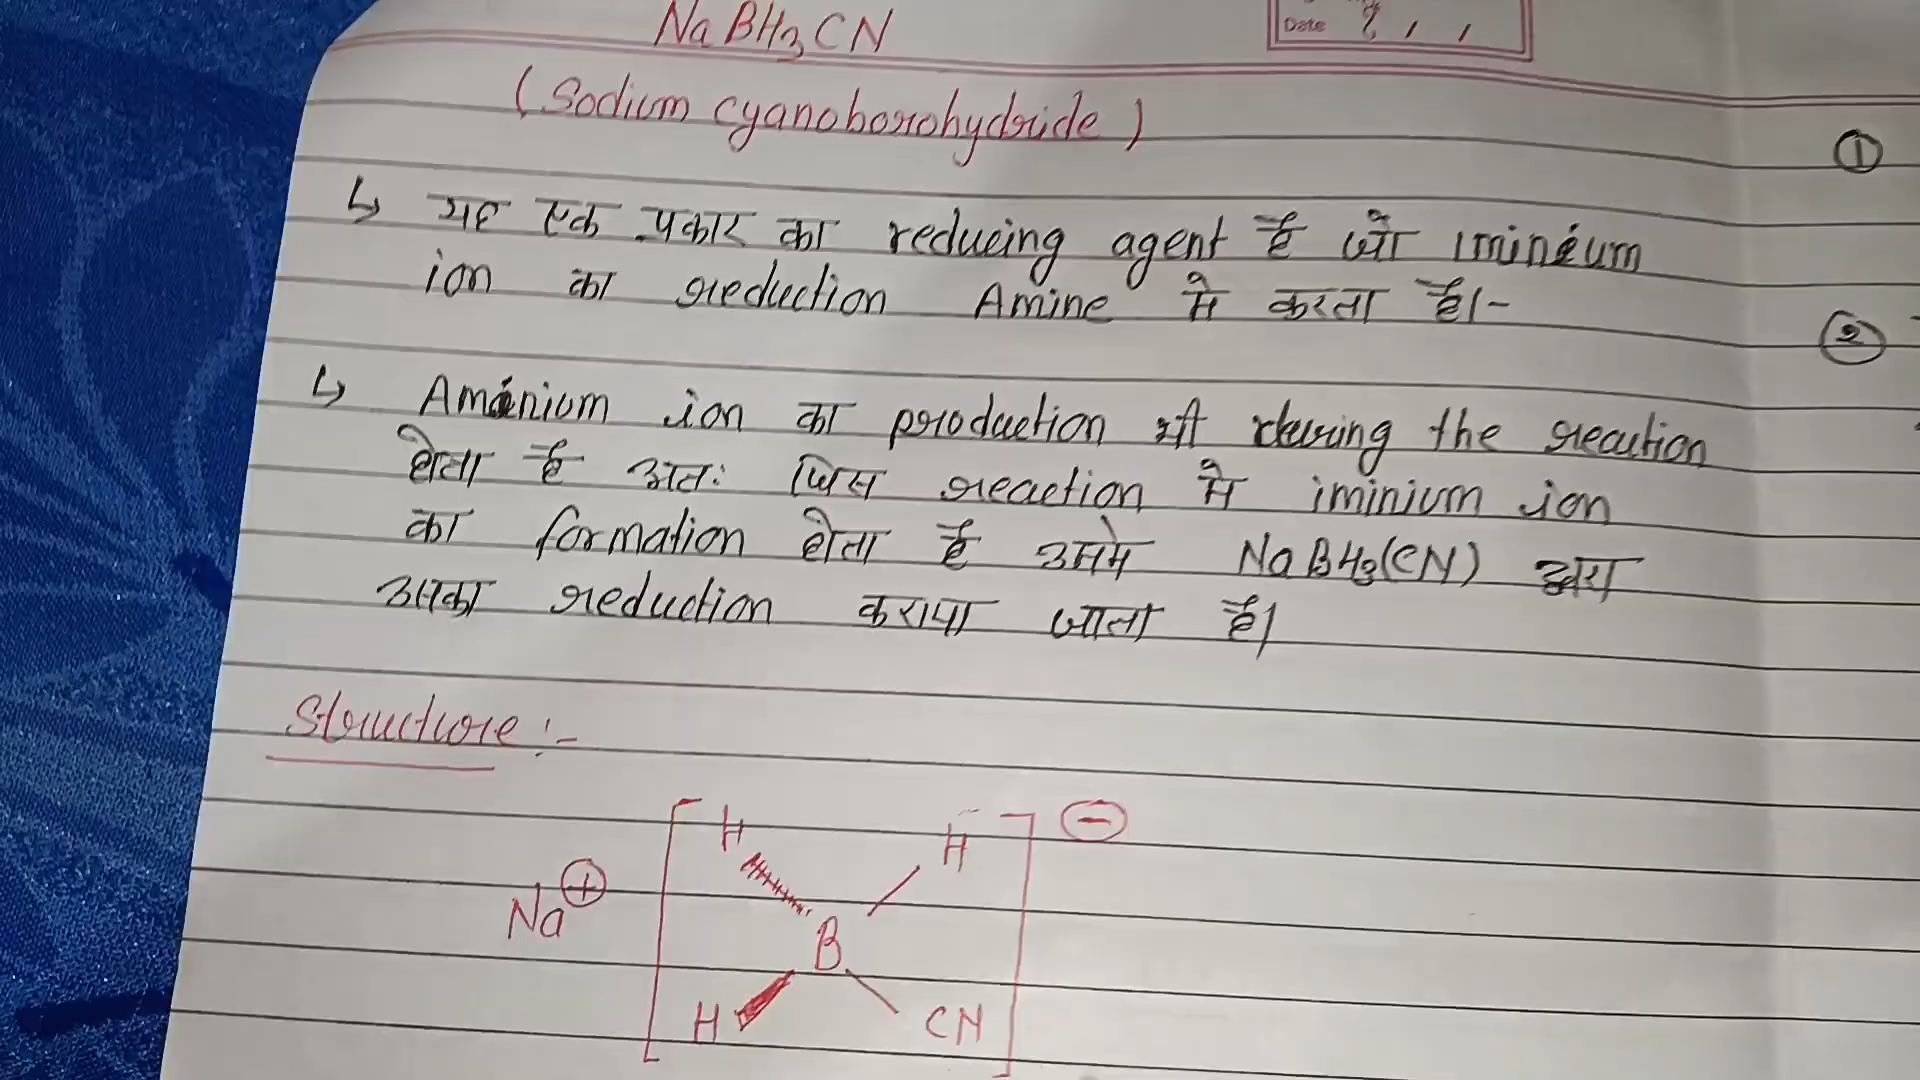 NaBH3CN
Date
(Sodium cyanoborohydride)
①
↳ यह एक प्रकार का reducing agent है जो iminium
ion का reduction Amine मे करता है।-
②
↳ Amanium ion का production भी during the reaction
होता है अतः जिस reaction मे iminium ion
का formation होता है उसमे NaBH3(CN) द्वारा
उसका reduction कराया जाता है।
Structure :-
H H ⊖
Na⊕
B
H CN